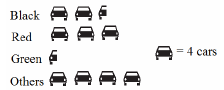 Black
Red
Green
= 4 cars
Others